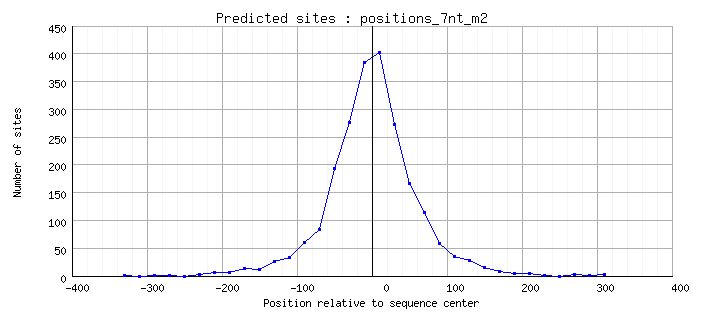 Predicted sites : positions_7nt_m2
450
400
350
300
250
200
150
100
50
0
Number of sites
-400 -300 -200 -100 0 100 200 300 400
Position relative to sequence center